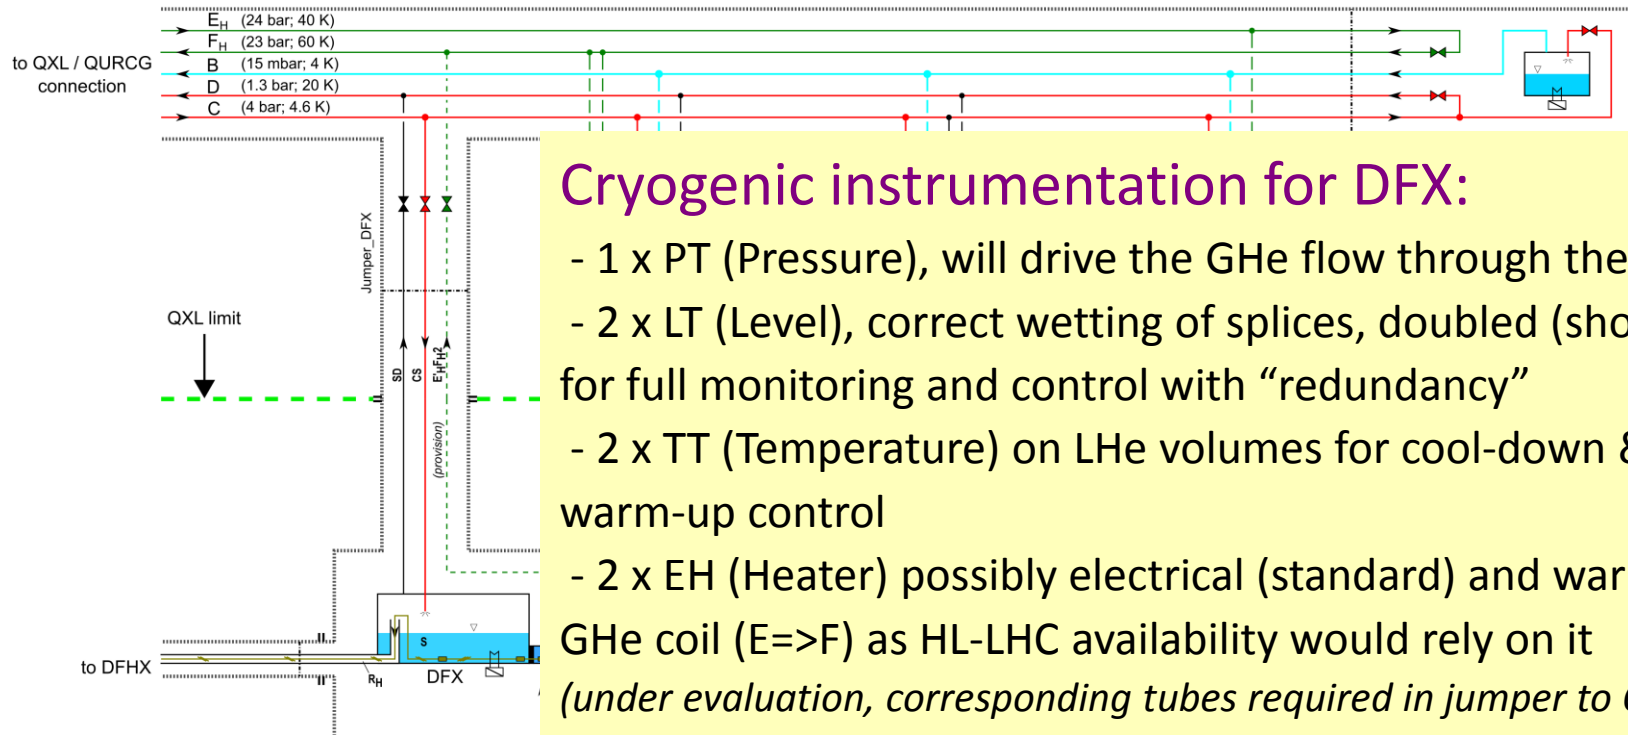 E_H (24 bar; 40 K)
F_H (23 bar; 60 K)
B (15 mbar; 4 K)
D (1.3 bar; 20 K)
C (4 bar; 4.6 K)
to QXL / QURCG
connection
Jumper_DFX
QXL limit
SD
CS
E'_HF_H2
(provision)
S
to DFHX
R_H
DFX
Cryogenic instrumentation for DFX:
- 1 x PT (Pressure), will drive the GHe flow through the
- 2 x LT (Level), correct wetting of splices, doubled (sho
for full monitoring and control with “redundancy”
- 2 x TT (Temperature) on LHe volumes for cool-down &
warm-up control
- 2 x EH (Heater) possibly electrical (standard) and war
GHe coil (E=>F) as HL-LHC availability would rely on it
(under evaluation, corresponding tubes required in jumper to